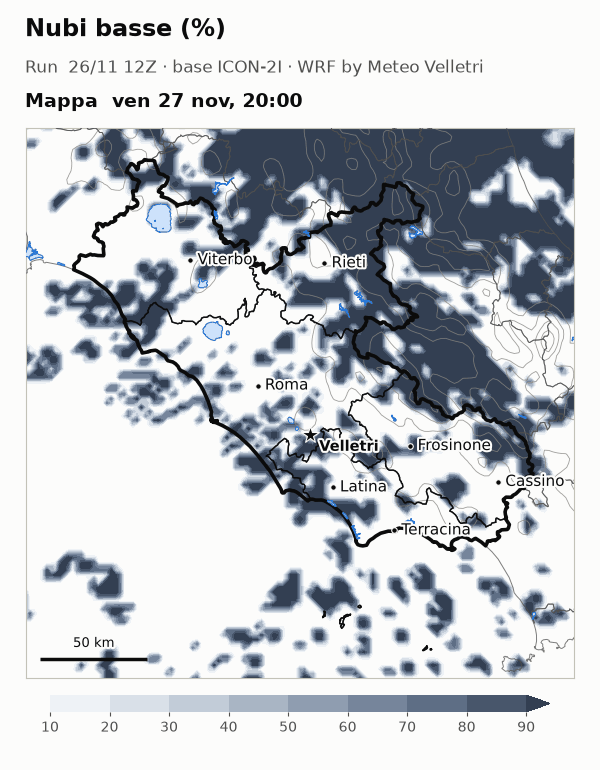 Nubi basse (%)
Run  26/11 12Z · base ICON-2I · WRF by Meteo Velletri
Mappa  ven 27 nov, 20:00
Viterbo
Rieti
Roma
Velletri
Frosinone
Cassino
Latina
Terracina
50 km
10 20 30 40 50 60 70 80 90